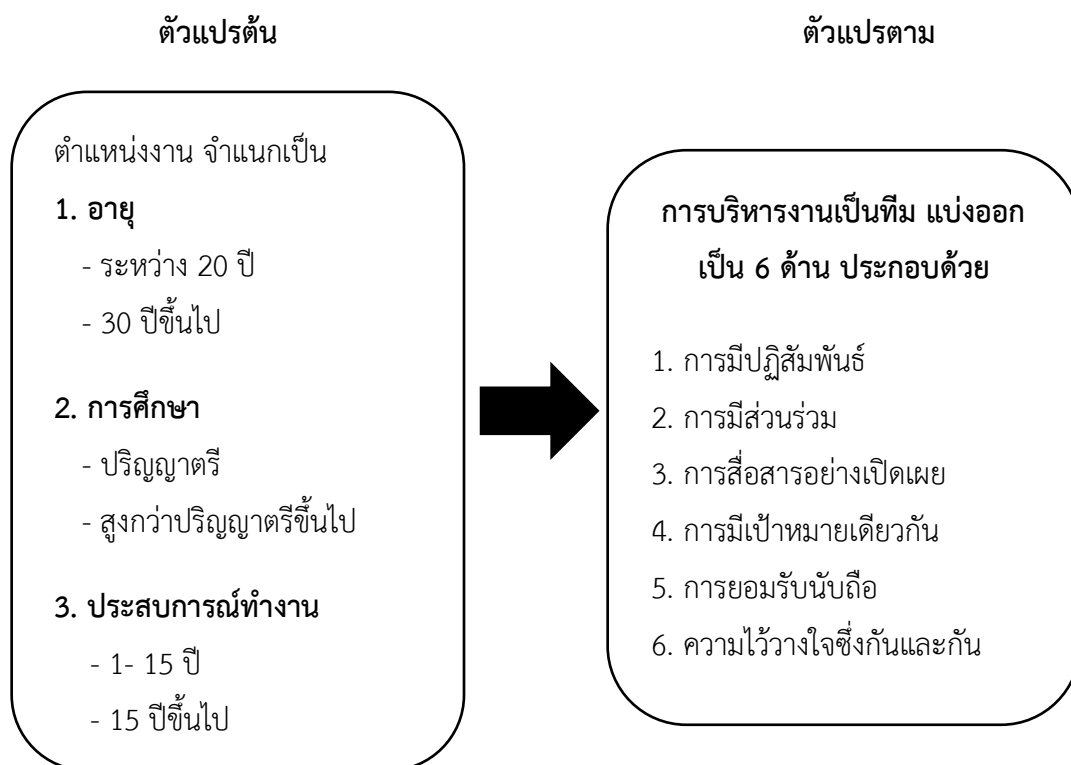 ตัวแปรต้น
ตำแหน่งงาน จำแนกเป็น
1. อายุ
- ระหว่าง 20 ปี
- 30 ปีขึ้นไป
2. การศึกษา
- ปริญญาตรี
- สูงกว่าปริญญาตรีขึ้นไป
3. ประสบการณ์ทำงาน
- 1- 15 ปี
- 15 ปีขึ้นไป
ตัวแปรตาม
การบริหารงานเป็นทีม แบ่งออก
เป็น 6 ด้าน ประกอบด้วย
1. การมีปฏิสัมพันธ์
2. การมีส่วนร่วม
3. การสื่อสารอย่างเปิดเผย
4. การมีเป้าหมายเดียวกัน
5. การยอมรับนับถือ
6. ความไว้วางใจซึ่งกันและกัน